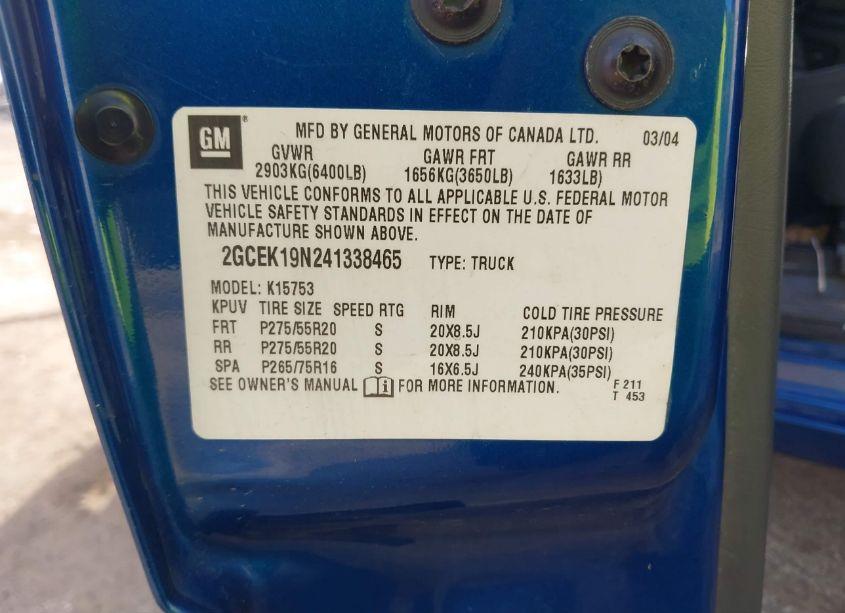 GM ® MFD BY GENERAL MOTORS OF CANADA LTD. 03/04
GVWR GAWR FRT GAWR RR
2903KG(6400LB) 1656KG(3650LB) 1633LB)
THIS VEHICLE CONFORMS TO ALL APPLICABLE U.S. FEDERAL MOTOR
VEHICLE SAFETY STANDARDS IN EFFECT ON THE DATE OF
MANUFACTURE SHOWN ABOVE.
2GCEK19N241338465 TYPE: TRUCK
MODEL: K15753
KPUV TIRE SIZE SPEED RTG RIM COLD TIRE PRESSURE
FRT P275/55R20 S 20X8.5J 210KPA(30PSI)
RR P275/55R20 S 20X8.5J 210KPA(30PSI)
SPA P265/75R16 S 16X6.5J 240KPA(35PSI)
SEE OWNER'S MANUAL i FOR MORE INFORMATION. F 211
T 453